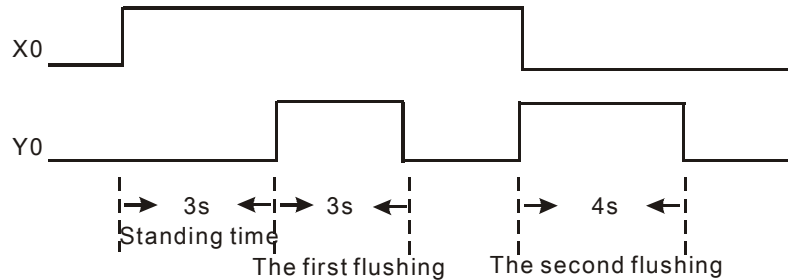 X0
Y0
3s 3s 4s
Standing time
The first flushing The second flushing